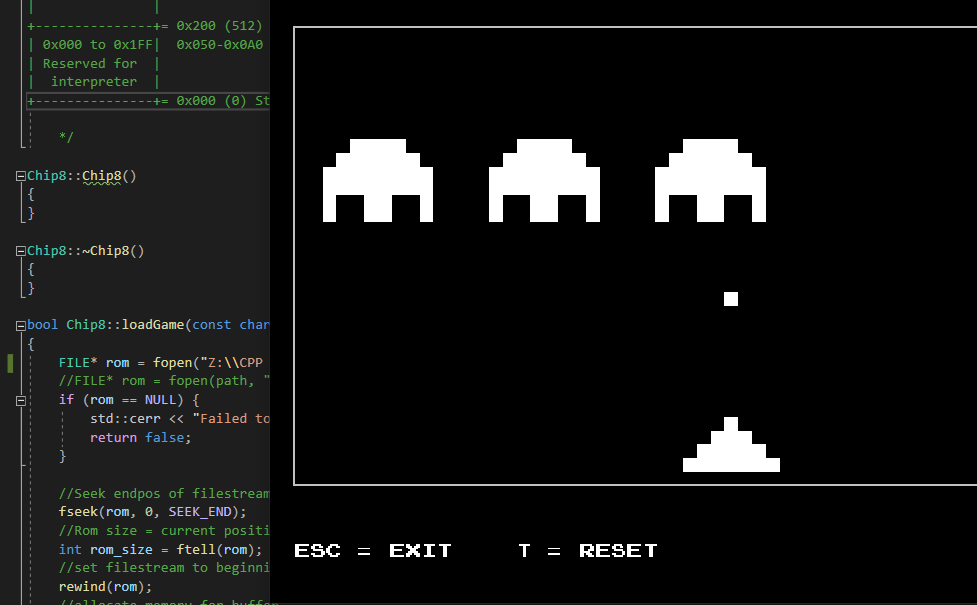 |               |
+---------------+= 0x200 (512)
| 0x000 to 0x1FF|  0x050-0x0A0
| Reserved for  |
|  interpreter  |
+---------------+= 0x000 (0) St
*/
Chip8::Chip8()
{
}
Chip8::~Chip8()
{
}
bool Chip8::loadGame(const char
{
FILE* rom = fopen("Z:\\CPP
//FILE* rom = fopen(path, "
if (rom == NULL) {
std::cerr << "Failed to
return false;
}
//Seek endpos of filestream
fseek(rom, 0, SEEK_END);
//Rom size = current positi
int rom_size = ftell(rom);
//set filestream to beginni
rewind(rom);
//allocate memory for buffer
ESC = EXIT    T = RESET